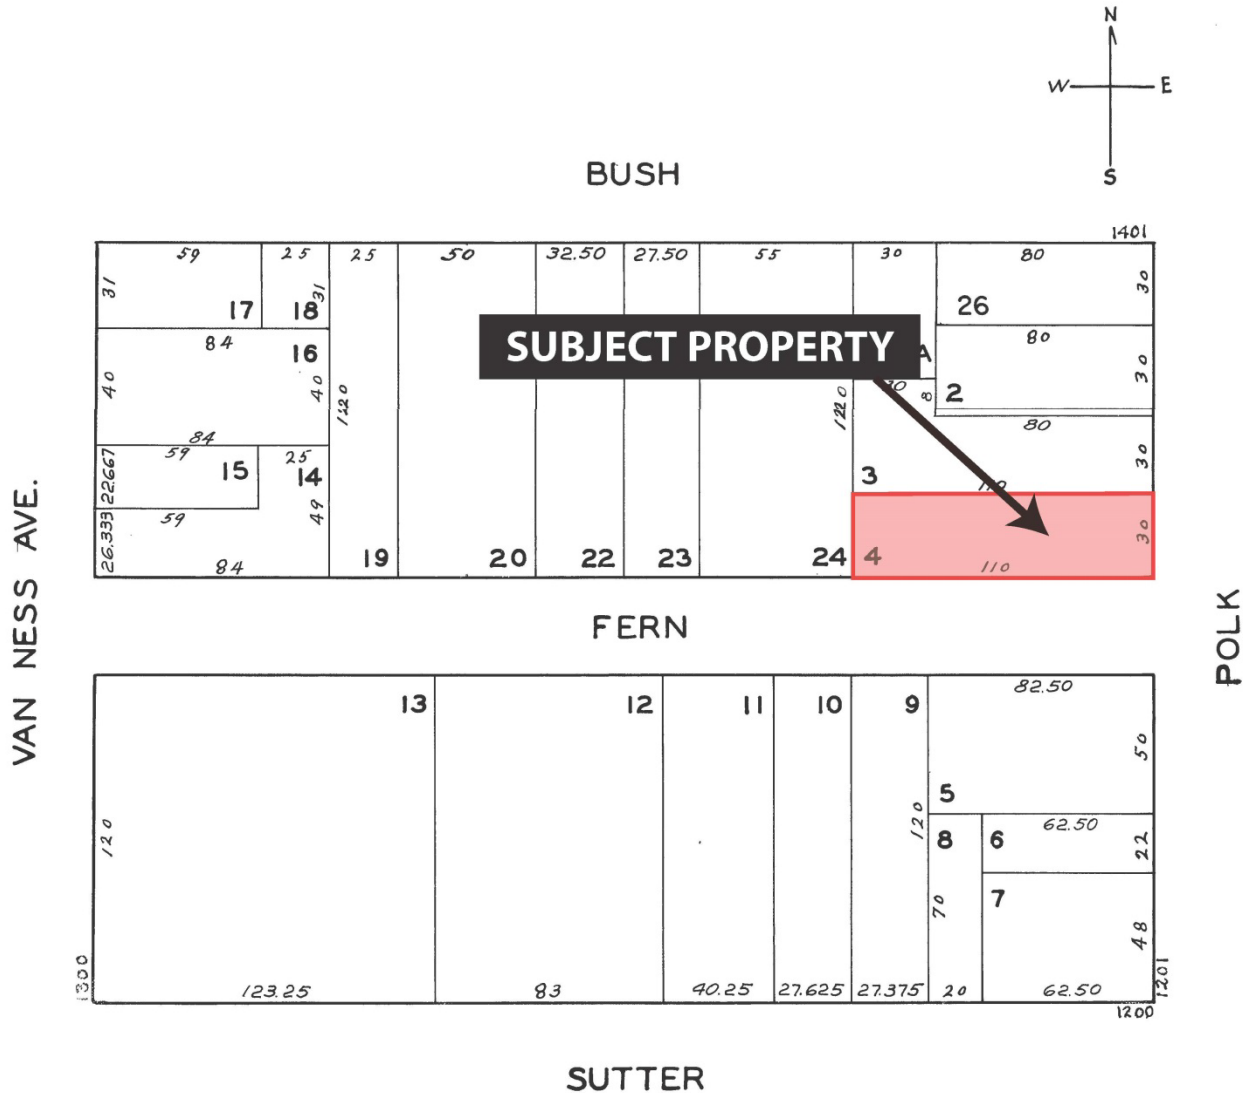 N
W E
S
BUSH
1401
59 25 25 50 32.50 27.50 55 30 80
31 17 18 31 26 30
84 16 SUBJECT PROPERTY A 80
40 40 120 120 30 8 2 30
84 80
59 25
22.667 15 14 3 30
110
26.333 59 49 30
84 19 20 22 23 24 4 110
VAN NESS AVE.
FERN
POLK
13 12 11 10 9 82.50
50
5
120 120 8 6 62.50 22
70 7 48
1300 123.25 83 40.25 27.625 27.375 20 62.50 1201
1200
SUTTER